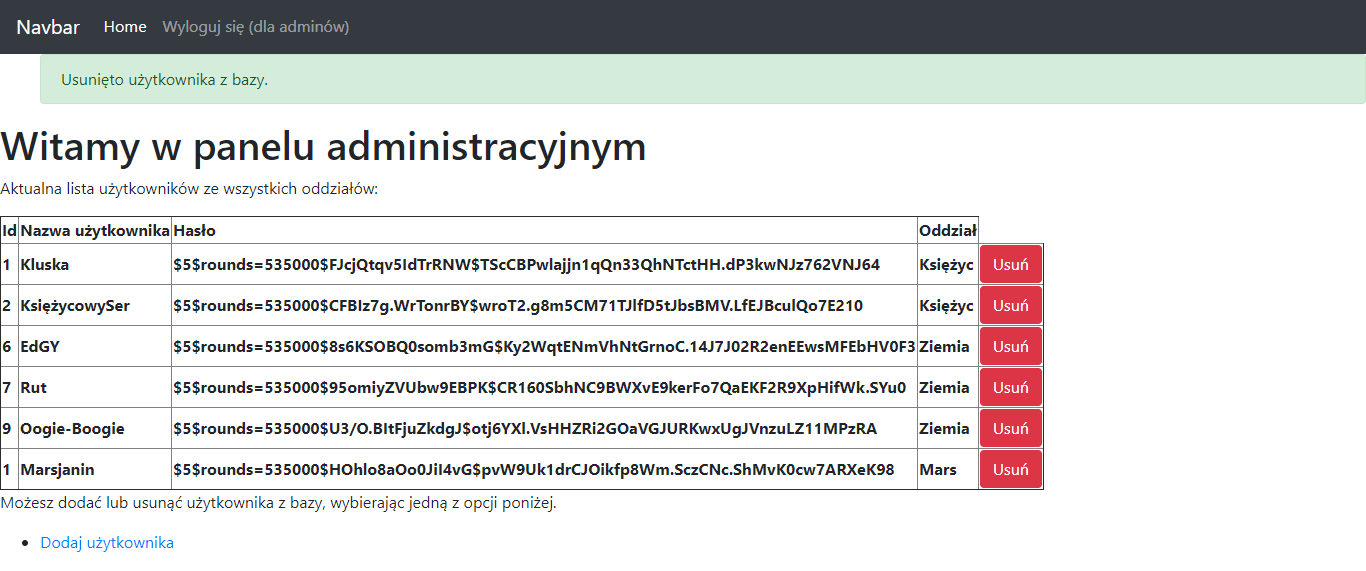 Navbar Home Wyloguj się (dla adminów)
Usunięto użytkownika z bazy.
Witamy w panelu administracyjnym
Aktualna lista użytkowników ze wszystkich oddziałów:
Id Nazwa użytkownika Hasło Oddział
1 Kluska $5$rounds=535000$FJcjQtqv5IdTrRNW$TScCBPwlajjn1qQn33QhNTctHH.dP3kwNJz762VNJ64 Księżyc Usuń
2 KsiężycowySer $5$rounds=535000$CFBIz7g.WrTonrBY$wroT2.g8m5CM71TJlfD5tJbsBMV.LfEJBculQo7E210 Księżyc Usuń
6 EdGY $5$rounds=535000$8s6KSOBQ0somb3mG$Ky2WqtENmVhNtGrnoC.14J7J02R2enEEwsMFEbHV0F3 Ziemia Usuń
7 Rut $5$rounds=535000$95omiyZVUbw9EBPK$CR160SbhNC9BWXvE9kerFo7QaEKF2R9XpHifWk.SYu0 Ziemia Usuń
9 Oogie-Boogie $5$rounds=535000$U3/O.BItFjuZkdgJ$otj6YXl.VsHHZRi2GOaVGJURKwxUgJVnzuLZ11MPzRA Ziemia Usuń
1 Marsjanin $5$rounds=535000$HOhlo8aOo0JiI4vG$pvW9Uk1drCJOikfp8Wm.SczCNc.ShMvK0cw7ARXeK98 Mars Usuń
Możesz dodać lub usunąć użytkownika z bazy, wybierając jedną z opcji poniżej.
Dodaj użytkownika